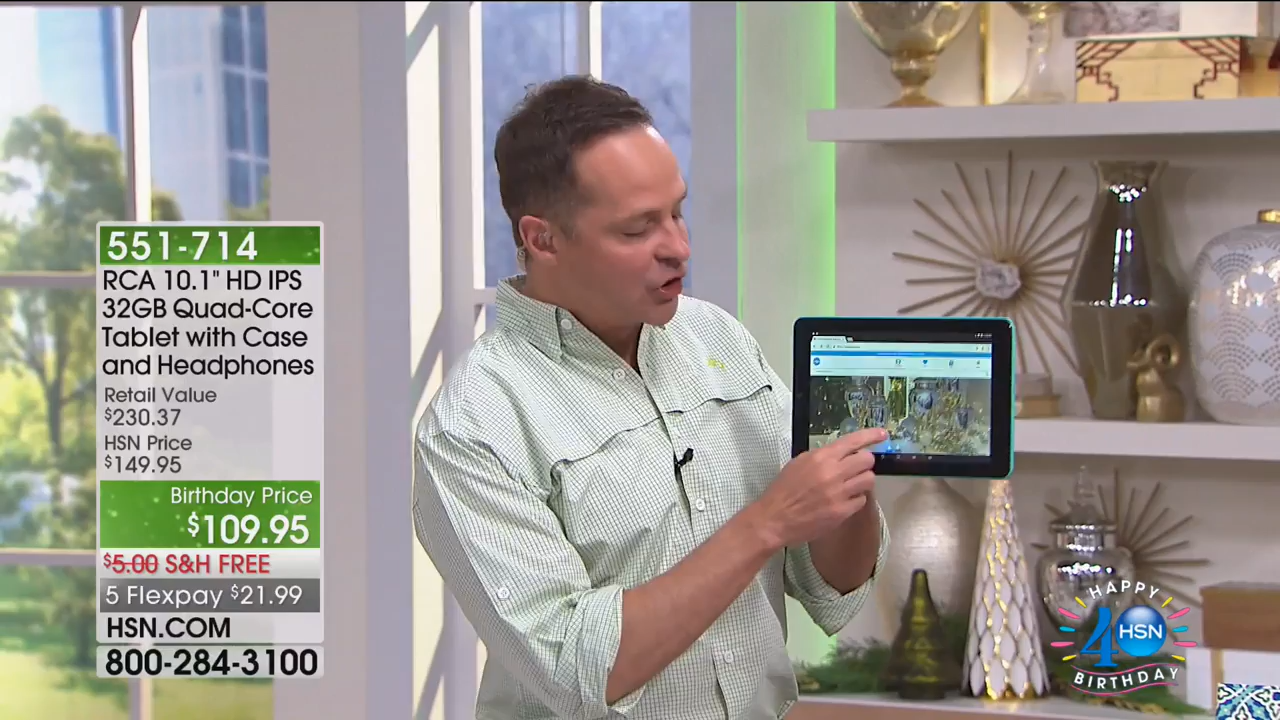 551-714
RCA 10.1" HD IPS
32GB Quad-Core
Tablet with Case
and Headphones
Retail Value
$230.37
HSN Price
$149.95
Birthday Price
$109.95
$5.00 S&H FREE
5 Flexpay $21.99
HSN.COM
800-284-3100
HAPPY
40 HSN
BIRTHDAY